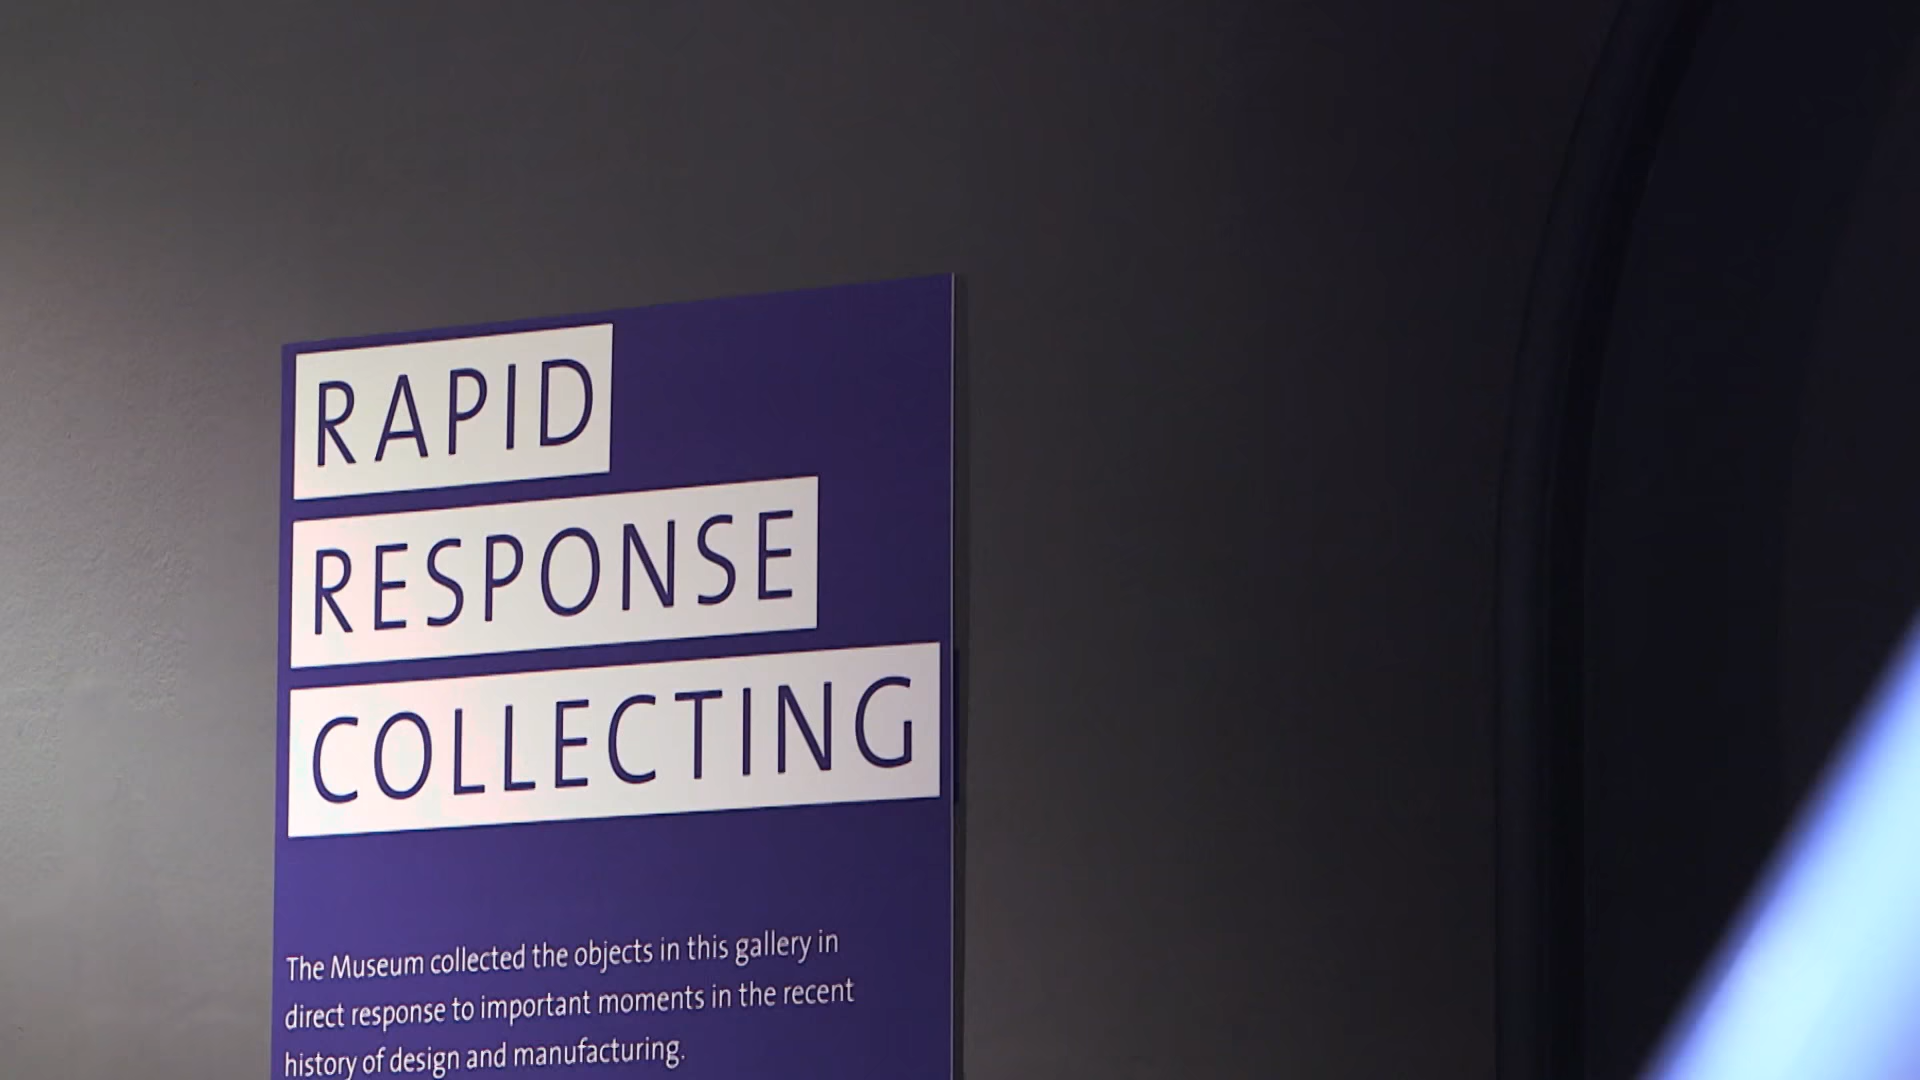 RAPID
RESPONSE
COLLECTING
The Museum collected the objects in this gallery in
direct response to important moments in the recent
history of design and manufacturing.